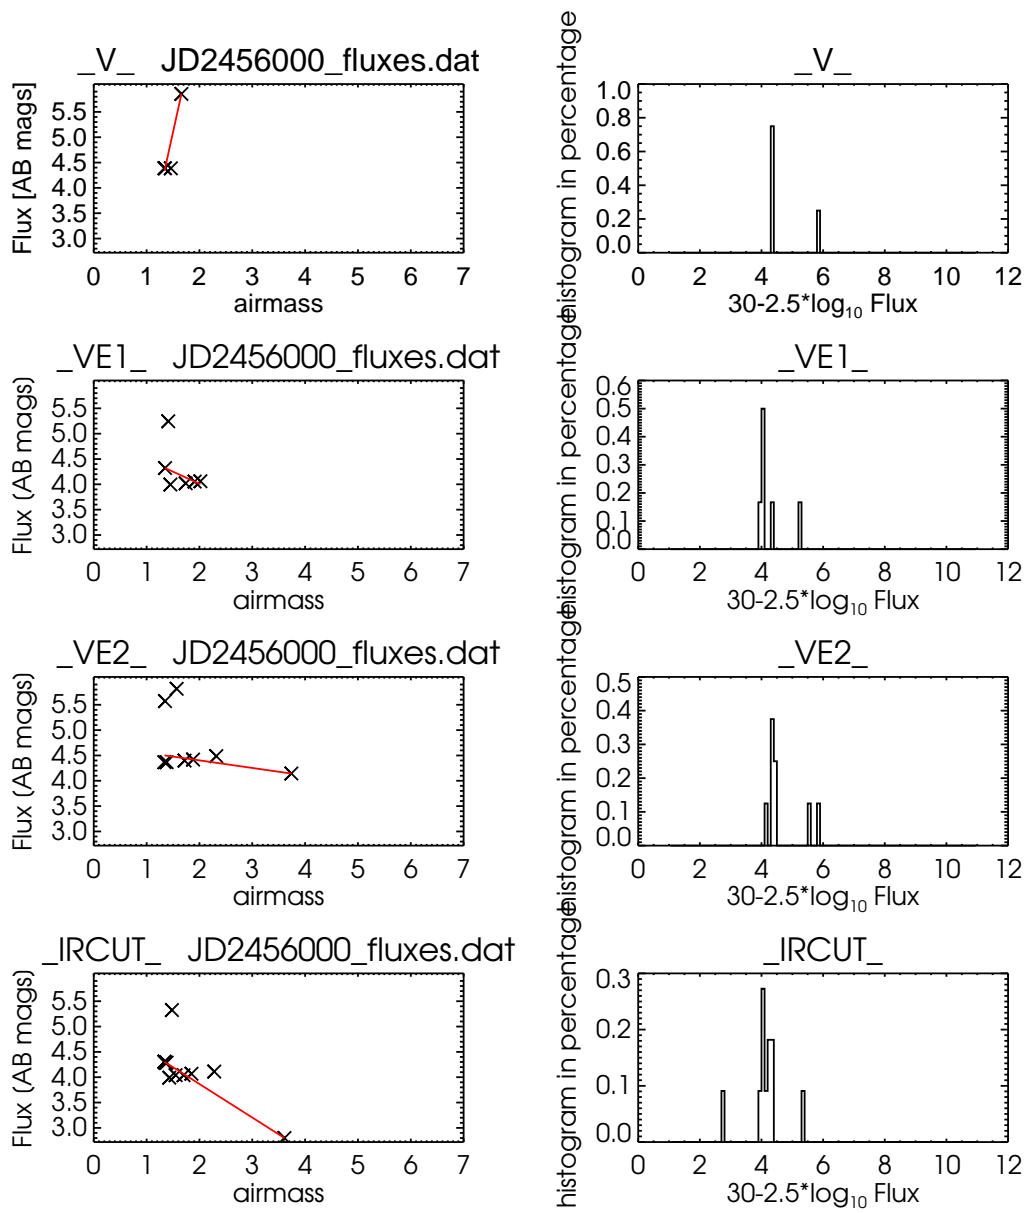 _V_ JD2456000_fluxes.dat
Flux [AB mags]
5.5
5.0
4.5
4.0
3.5
3.0
0 1 2 3 4 5 6 7
airmass
_V_
histogram in percentage
1.0
0.8
0.6
0.4
0.2
0.0
0 2 4 6 8 10 12
30-2.5*log₁₀ Flux
_VE1_ JD2456000_fluxes.dat
Flux (AB mags)
5.5
5.0
4.5
4.0
3.5
3.0
0 1 2 3 4 5 6 7
airmass
_VE1_
histogram in percentage
0.6
0.5
0.4
0.3
0.2
0.1
0.0
0 2 4 6 8 10 12
30-2.5*log₁₀ Flux
_VE2_ JD2456000_fluxes.dat
Flux (AB mags)
5.5
5.0
4.5
4.0
3.5
3.0
0 1 2 3 4 5 6 7
airmass
_VE2_
histogram in percentage
0.5
0.4
0.3
0.2
0.1
0.0
0 2 4 6 8 10 12
30-2.5*log₁₀ Flux
_IRCUT_ JD2456000_fluxes.dat
Flux (AB mags)
5.5
5.0
4.5
4.0
3.5
3.0
0 1 2 3 4 5 6 7
airmass
_IRCUT_
histogram in percentage
0.3
0.2
0.1
0.0
0 2 4 6 8 10 12
30-2.5*log₁₀ Flux